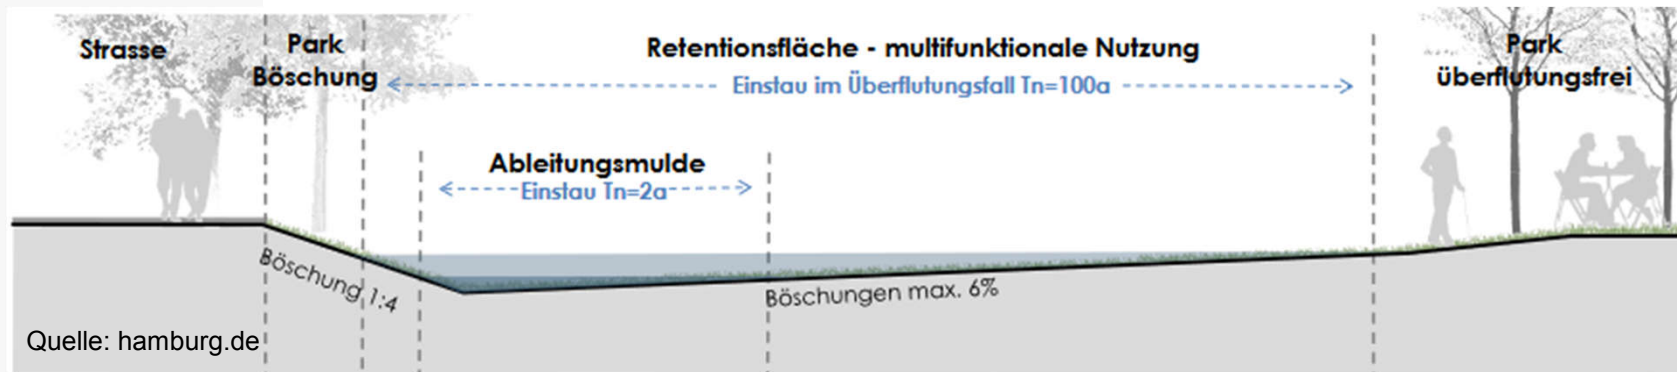 Strasse
Park
Böschung
Retentionsfläche - multifunktionale Nutzung
Einstau im Überflutungsfall Tn=100a
Park
überflutungsfrei
Ableitungsmulde
Einstau Tn=2a
Böschung 1:4
Böschungen max. 6%
Quelle: hamburg.de